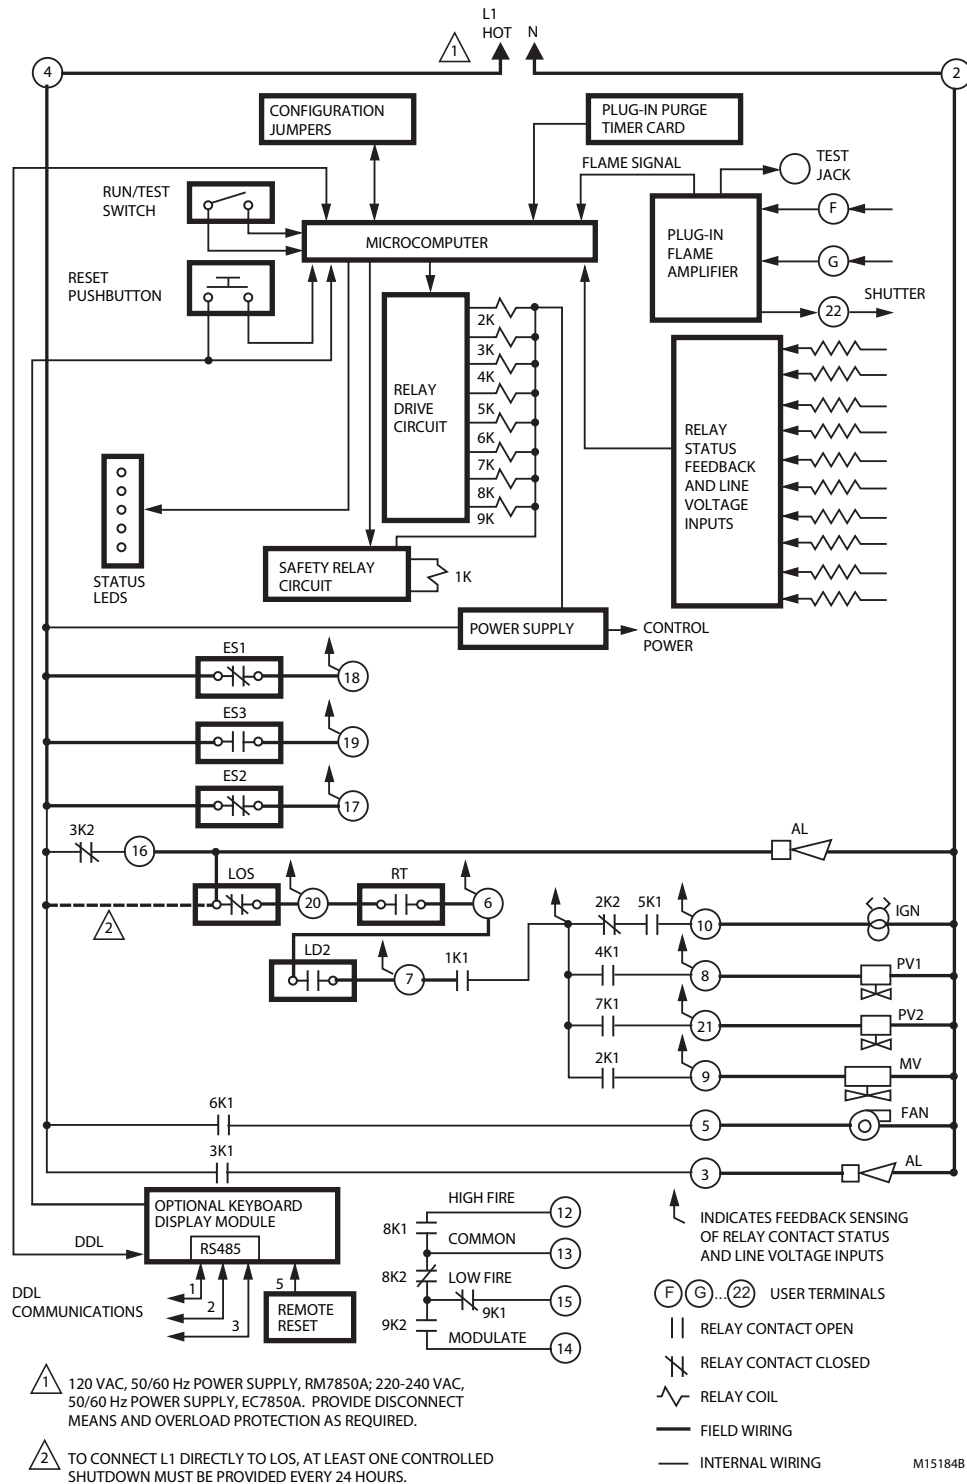 L1
HOT
N
1
4
2
CONFIGURATION
JUMPERS
PLUG-IN PURGE
TIMER CARD
FLAME SIGNAL
TEST
JACK
RUN/TEST
SWITCH
MICROCOMPUTER
PLUG-IN
FLAME
AMPLIFIER
F
G
22
SHUTTER
RESET
PUSHBUTTON
RELAY
DRIVE
CIRCUIT
2K
3K
4K
5K
6K
7K
8K
9K
RELAY
STATUS
FEEDBACK
AND LINE
VOLTAGE
INPUTS
STATUS
LEDS
SAFETY RELAY
CIRCUIT
1K
POWER SUPPLY
CONTROL
POWER
ES1
18
ES3
19
ES2
17
3K2
16
AL
LOS
20
RT
6
2
2K2
5K1
10
IGN
LD2
7
1K1
4K1
8
PV1
7K1
21
PV2
2K1
9
MV
6K1
5
FAN
3K1
3
AL
OPTIONAL KEYBOARD
DISPLAY MODULE
RS485
DDL
DDL
COMMUNICATIONS
1
2
3
5
REMOTE
RESET
HIGH FIRE
12
8K1
COMMON
13
8K2
LOW FIRE
15
9K1
9K2
MODULATE
14
INDICATES FEEDBACK SENSING
OF RELAY CONTACT STATUS
AND LINE VOLTAGE INPUTS
F G ... 22 USER TERMINALS
RELAY CONTACT OPEN
RELAY CONTACT CLOSED
RELAY COIL
FIELD WIRING
INTERNAL WIRING
1 120 VAC, 50/60 Hz POWER SUPPLY, RM7850A; 220-240 VAC,
50/60 Hz POWER SUPPLY, EC7850A. PROVIDE DISCONNECT
MEANS AND OVERLOAD PROTECTION AS REQUIRED.
2 TO CONNECT L1 DIRECTLY TO LOS, AT LEAST ONE CONTROLLED
SHUTDOWN MUST BE PROVIDED EVERY 24 HOURS.
M15184B